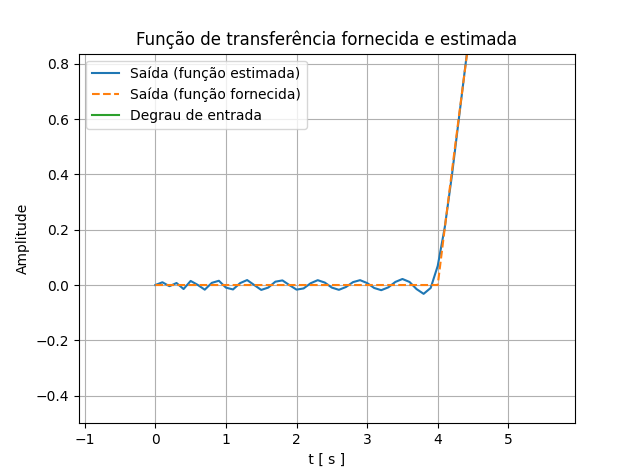 Função de transferência fornecida e estimada
Saída (função estimada)
Saída (função fornecida)
Degrau de entrada
Amplitude
0.8
0.6
0.4
0.2
0.0
−0.2
−0.4
−1 0 1 2 3 4 5
t [ s ]